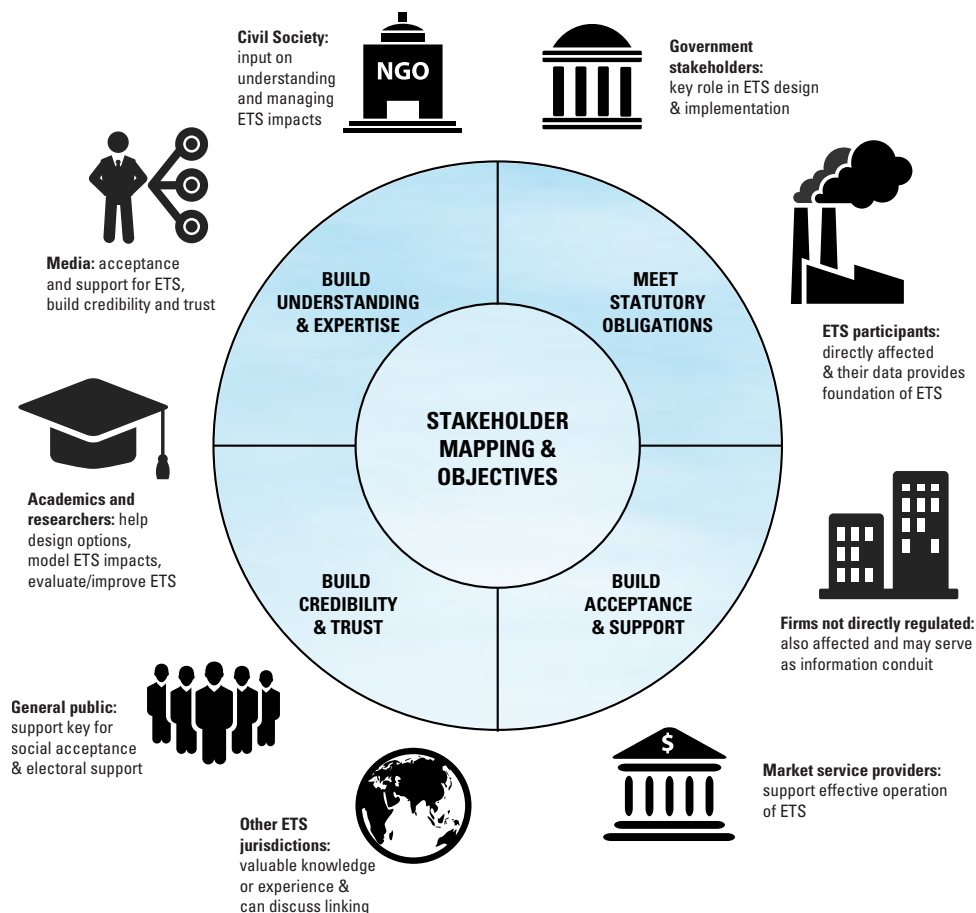 Civil Society:
input on
understanding
and managing
ETS impacts
NGO
Government
stakeholders:
key role in ETS design
& implementation
Media: acceptance
and support for ETS,
build credibility and trust
BUILD
UNDERSTANDING
& EXPERTISE
MEET
STATUTORY
OBLIGATIONS
ETS participants:
directly affected
& their data provides
foundation of ETS
STAKEHOLDER
MAPPING &
OBJECTIVES
Academics and
researchers: help
design options,
model ETS impacts,
evaluate/improve ETS
BUILD
CREDIBILITY
& TRUST
BUILD
ACCEPTANCE
& SUPPORT
Firms not directly regulated:
also affected and may serve
as information conduit
General public:
support key for
social acceptance
& electoral support
$
Market service providers:
support effective operation
of ETS
Other ETS
jurisdictions:
valuable knowledge
or experience &
can discuss linking